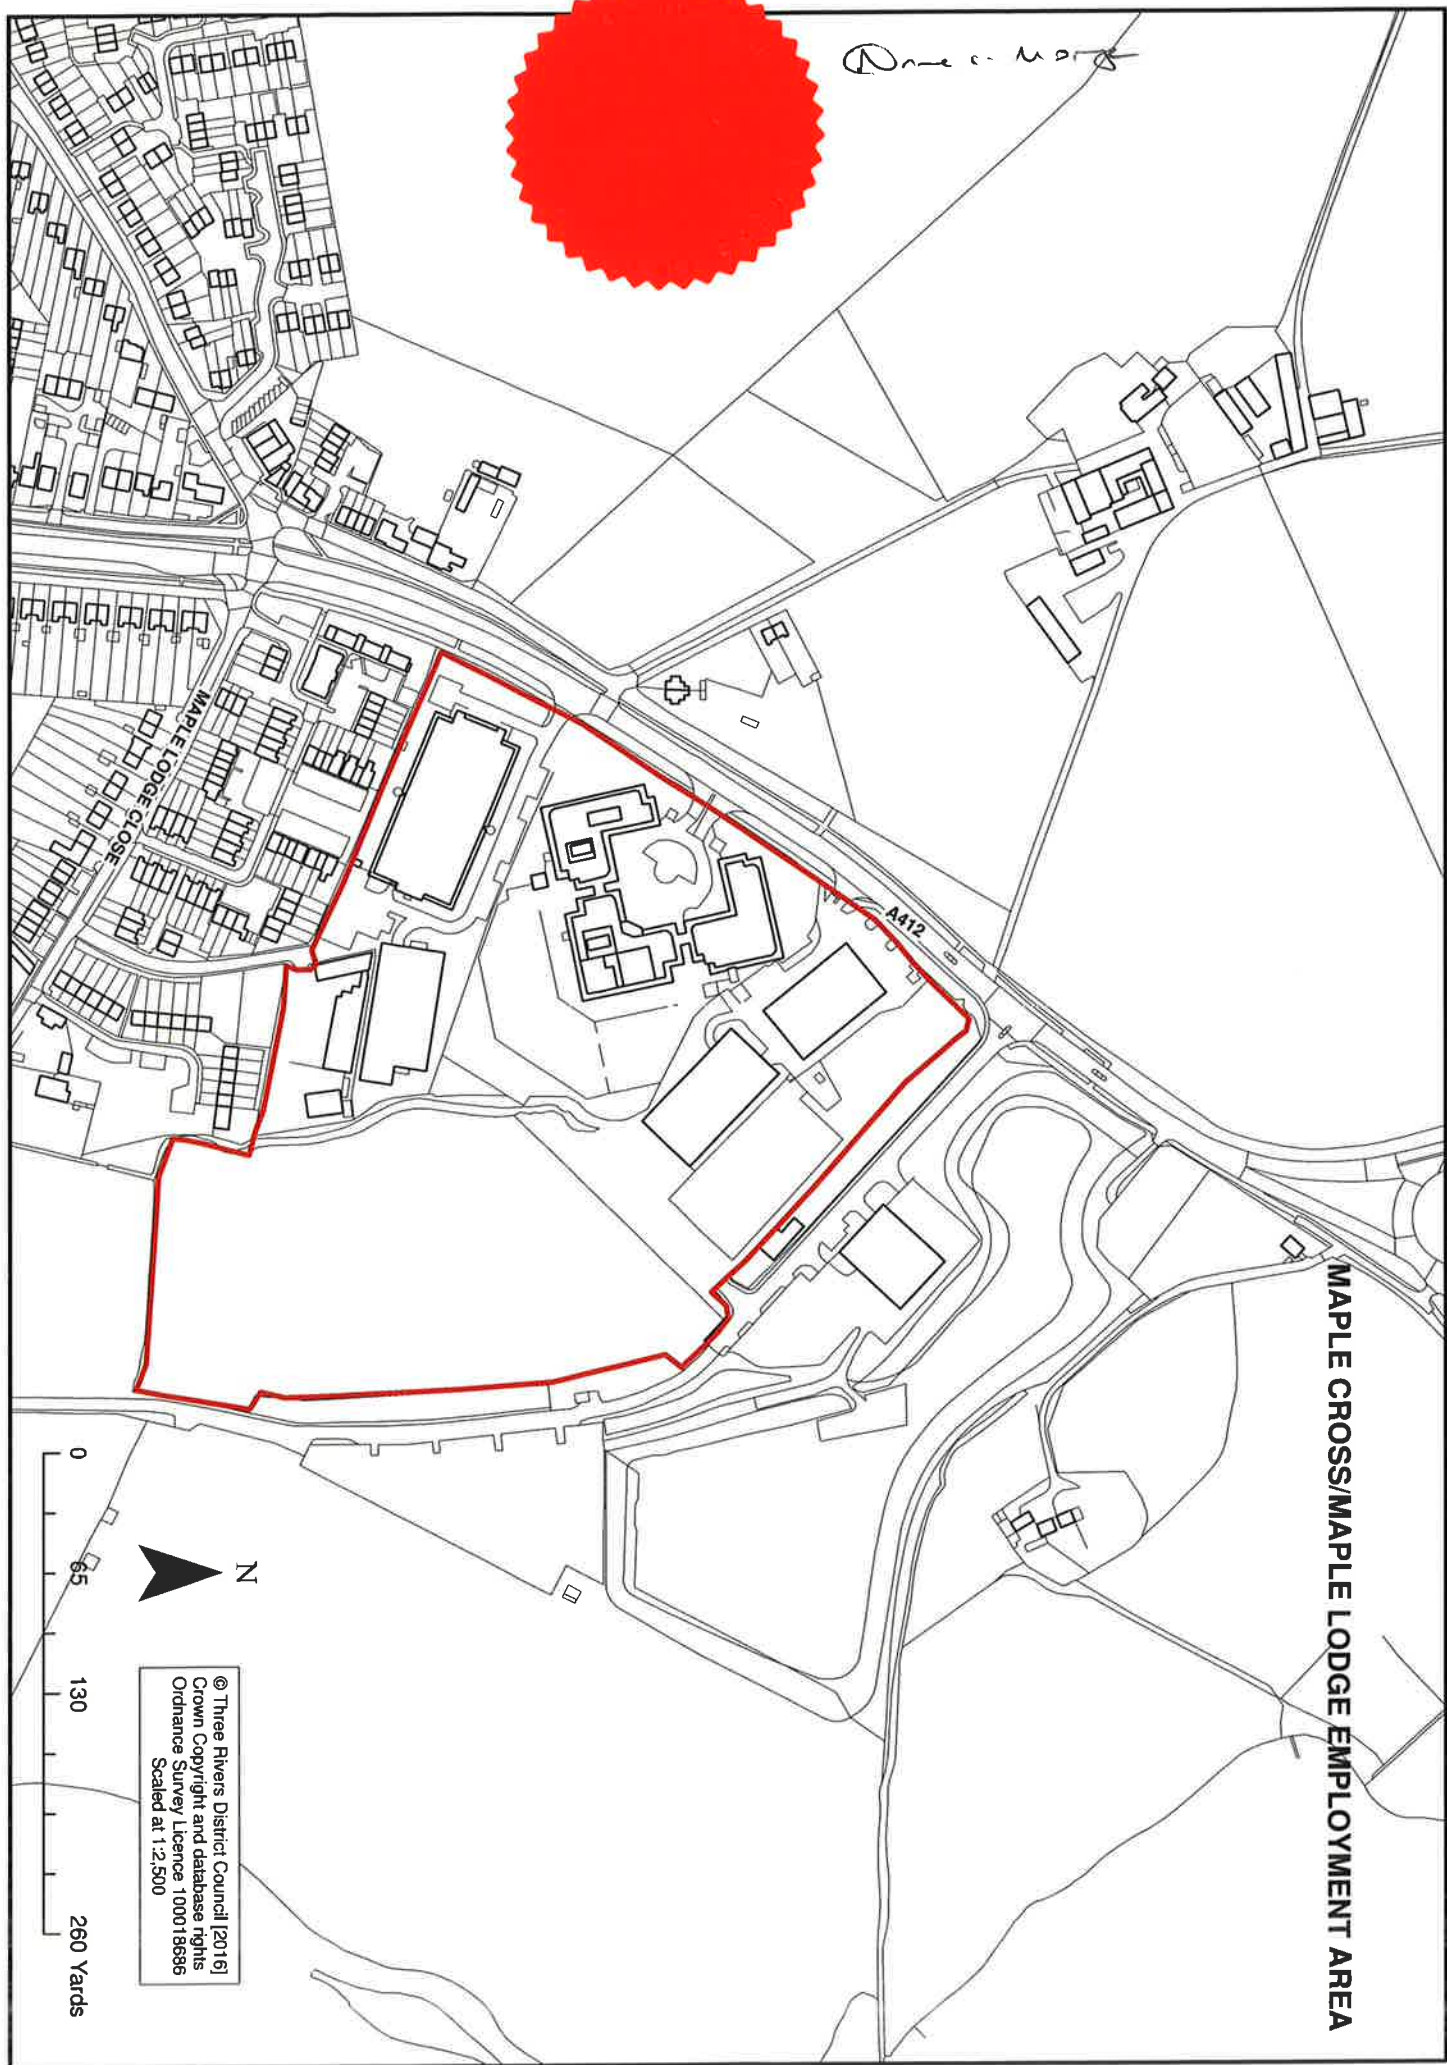 MAPLE CROSS/MAPLE LODGE EMPLOYMENT AREA
A412
MAPLE LODGE CLOSE
N
0 65 130 260 Yards
© Three Rivers District Council [2016]
Crown Copyright and database rights
Ordnance Survey Licence 100018686
Scaled at 1:2,500